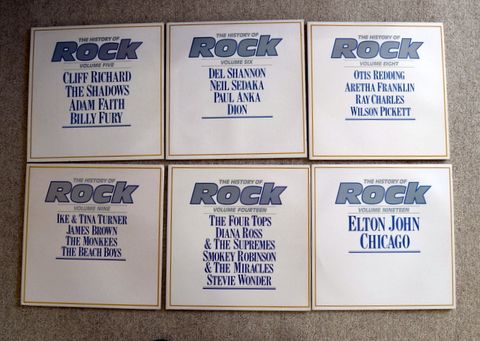 THE HISTORY OF
Rock
VOLUME FIVE
CLIFF RICHARD
THE SHADOWS
ADAM FAITH
BILLY FURY
THE HISTORY OF
Rock
VOLUME SIX
DEL SHANNON
NEIL SEDAKA
PAUL ANKA
DION
THE HISTORY OF
Rock
VOLUME EIGHT
OTIS REDDING
ARETHA FRANKLIN
RAY CHARLES
WILSON PICKETT
THE HISTORY OF
Rock
VOLUME NINE
IKE & TINA TURNER
JAMES BROWN
THE MONKEES
THE BEACH BOYS
THE HISTORY OF
Rock
VOLUME FOURTEEN
THE FOUR TOPS
DIANA ROSS
& THE SUPREMES
SMOKEY ROBINSON
& THE MIRACLES
STEVIE WONDER
THE HISTORY OF
Rock
VOLUME NINETEEN
ELTON JOHN
CHICAGO